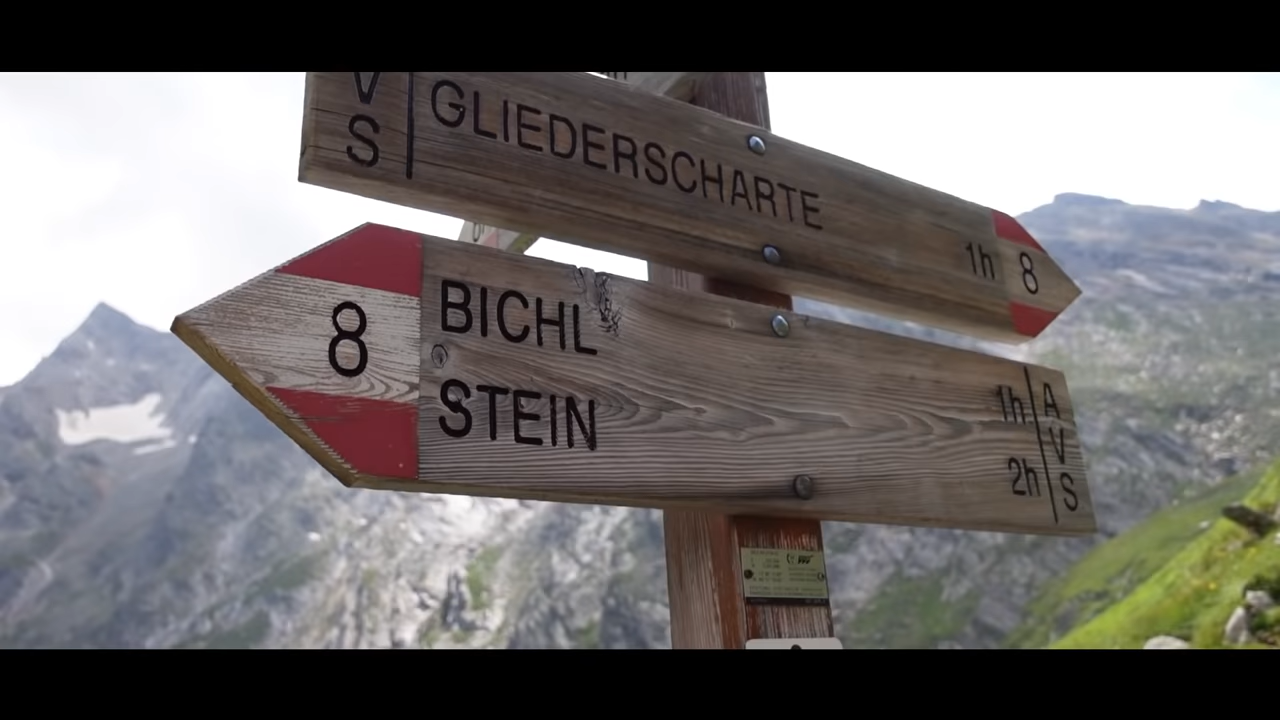 V
S
GLIEDERSCHARTE
1h 8
8
BICHL 1h
STEIN 2h
A
V
S